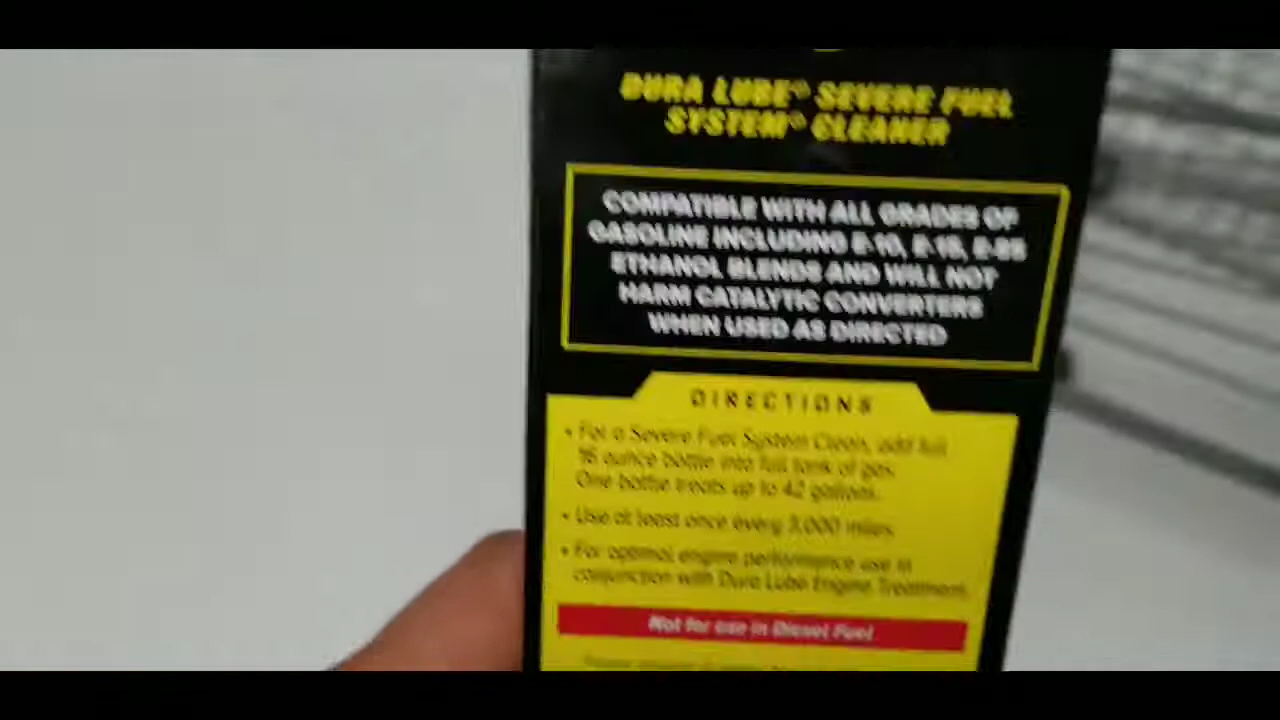 DURA LUBE® SEVERE FUEL
SYSTEM® CLEANER
COMPATIBLE WITH ALL GRADES OF
GASOLINE INCLUDING E-10, E-15, E-85
ETHANOL BLENDS AND WILL NOT
HARM CATALYTIC CONVERTERS
WHEN USED AS DIRECTED
DIRECTIONS
• For a Severe Fuel System Clean, add full
16 ounce bottle into full tank of gas.
One bottle treats up to 42 gallons.
• Use at least once every 3,000 miles.
• For optimal engine performance use in
conjunction with Dura Lube Engine Treatment.
Not for use in Diesel Fuel